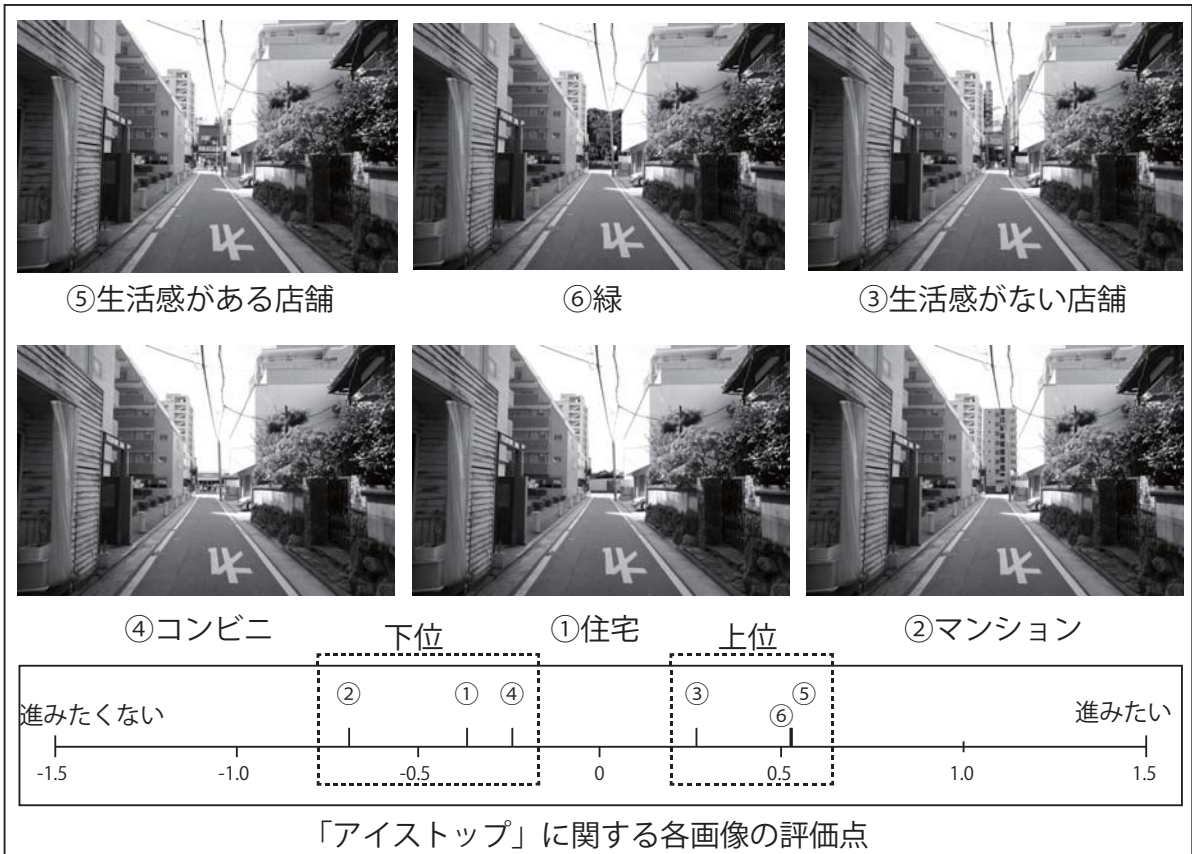 ⑤生活感がある店舗
⑥緑
③生活感がない店舗
④コンビニ
①住宅
②マンション
下位
上位
② ① ④ ③ ⑤
⑥
進みたくない
進みたい
-1.5 -1.0 -0.5 0 0.5 1.0 1.5
「アイストップ」に関する各画像の評価点